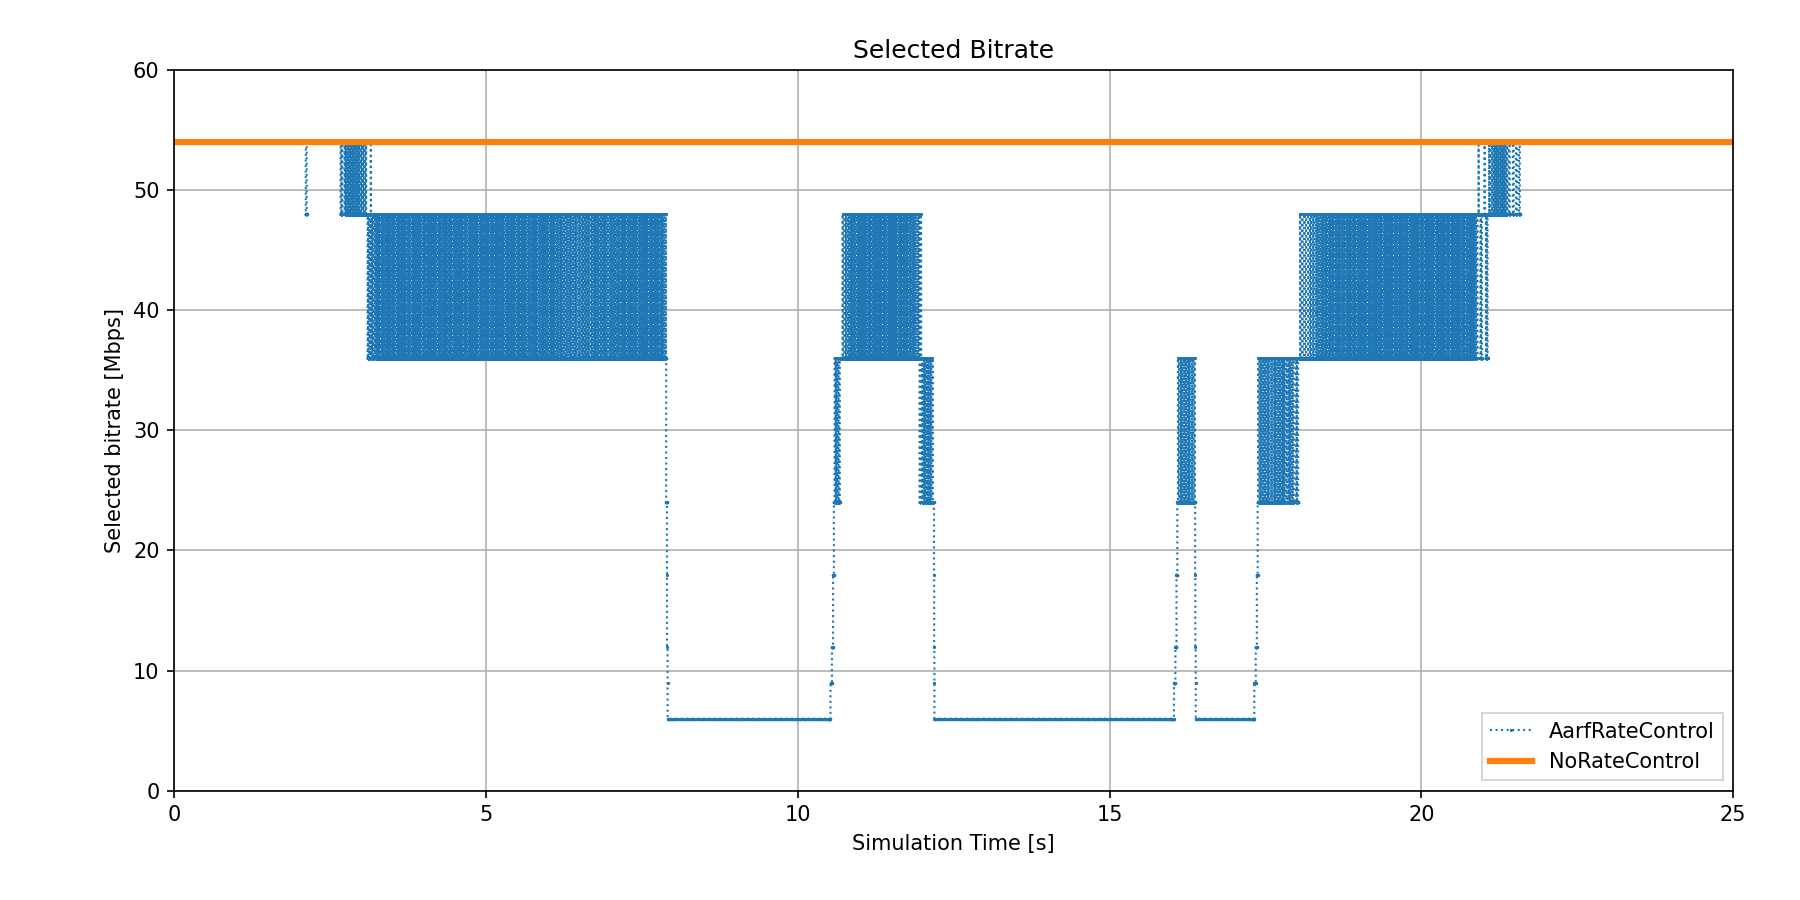 Selected Bitrate
60
50
40
30
20
10
0
Selected bitrate [Mbps]
0 5 10 15 20 25
Simulation Time [s]
AarfRateControl
NoRateControl